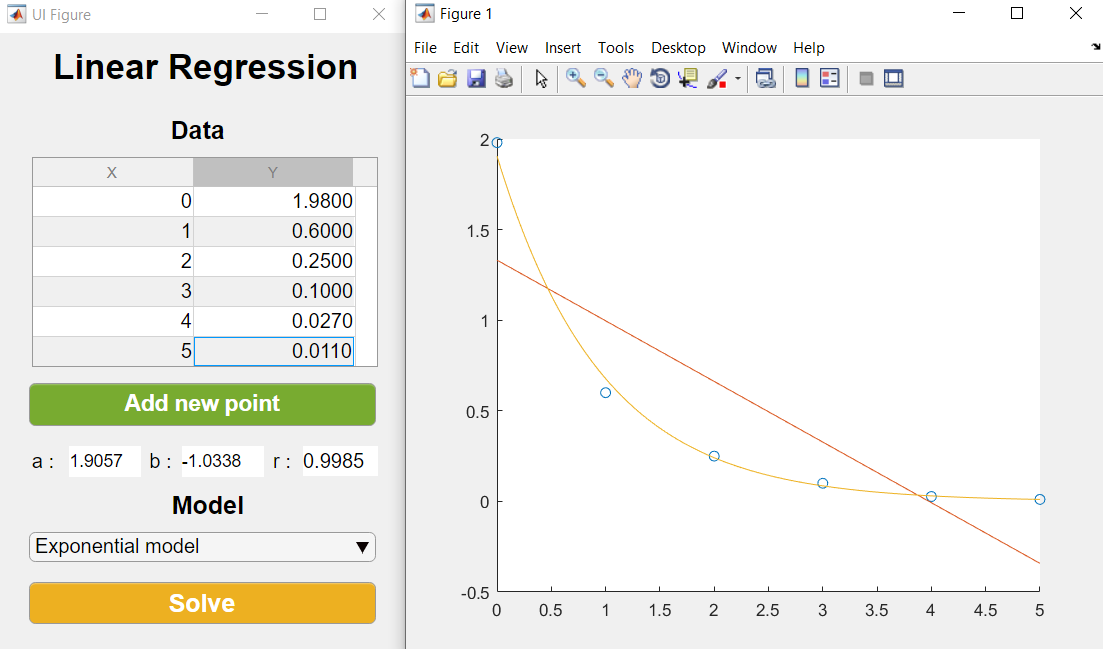 UI Figure
Linear Regression
Data
X Y
0 1.9800
1 0.6000
2 0.2500
3 0.1000
4 0.0270
5 0.0110
Add new point
a : 1.9057 b : -1.0338 r : 0.9985
Model
Exponential model
Solve
Figure 1
File Edit View Insert Tools Desktop Window Help
2
1.5
1
0.5
0
-0.5
0 0.5 1 1.5 2 2.5 3 3.5 4 4.5 5